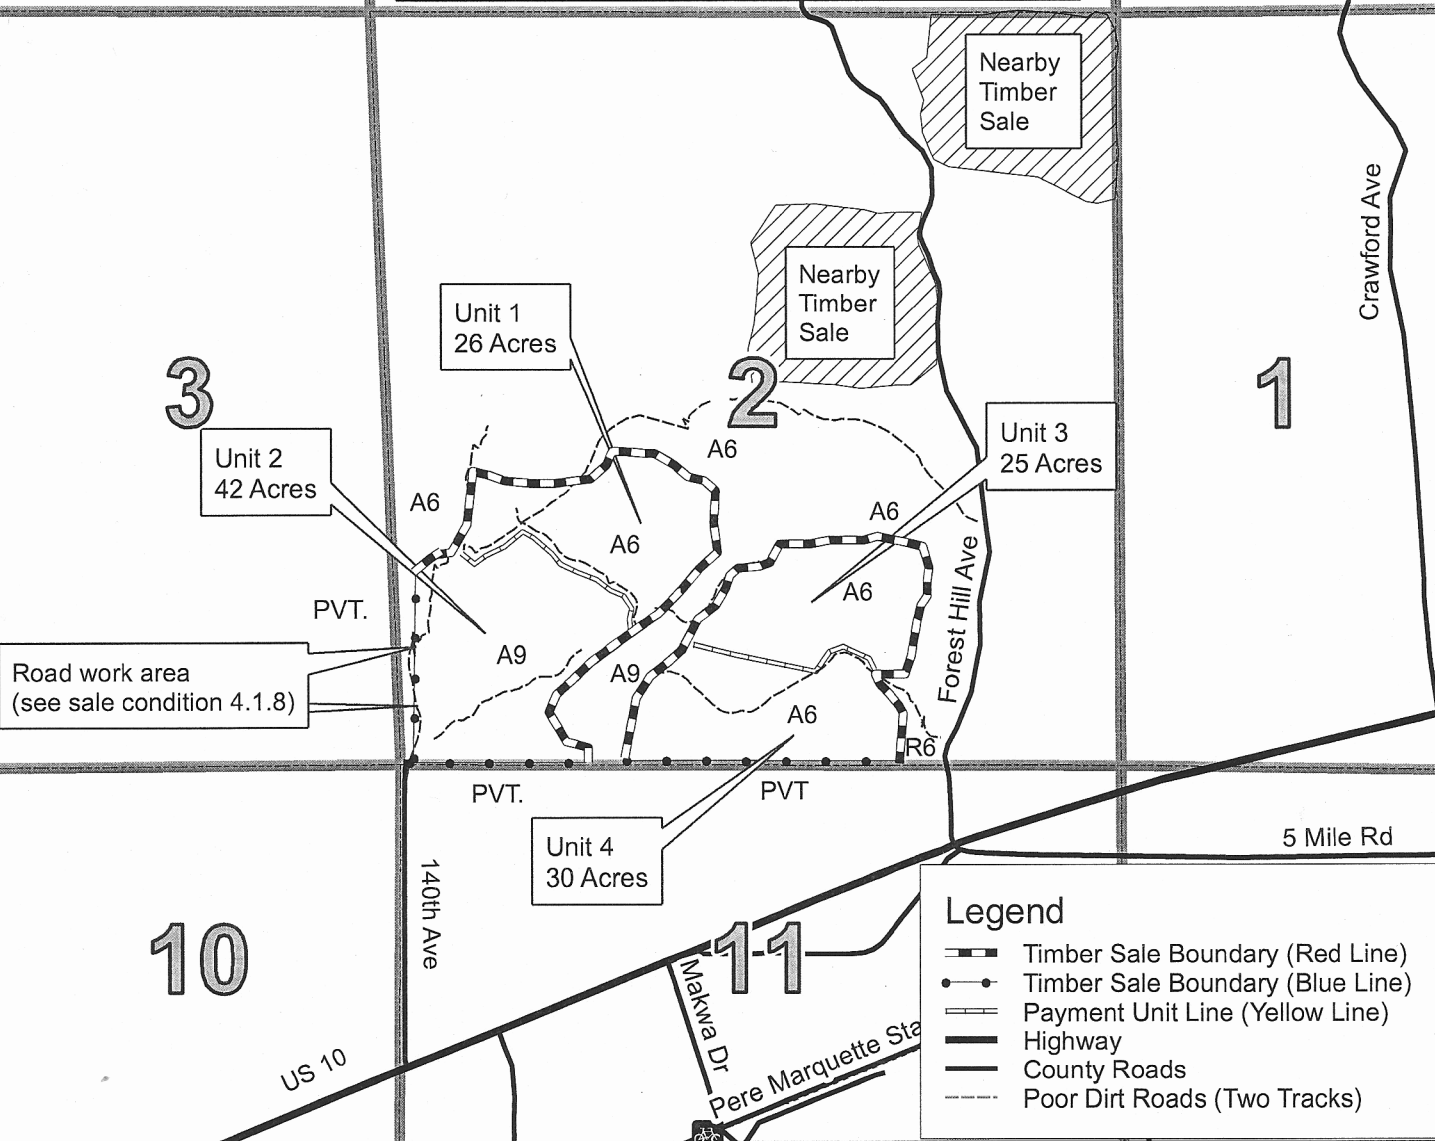 Nearby
Timber
Sale
Crawford Ave
Nearby
Timber
Sale
Unit 1
26 Acres
3
2
1
Unit 2
42 Acres
Unit 3
25 Acres
A6
A6
A6
A6
A6
PVT.
A9
A9
Forest Hill Ave
Road work area
(see sale condition 4.1.8)
A6
R6
PVT.
PVT
Unit 4
30 Acres
5 Mile Rd
140th Ave
10
11
Makwa Dr
US 10
Pere Marquette Sta
Legend
Timber Sale Boundary (Red Line)
Timber Sale Boundary (Blue Line)
Payment Unit Line (Yellow Line)
Highway
County Roads
Poor Dirt Roads (Two Tracks)